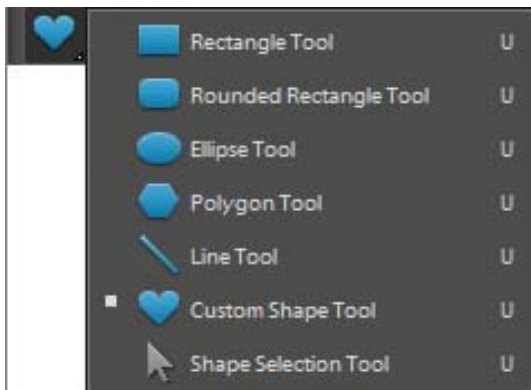 Rectangle Tool U
Rounded Rectangle Tool U
Ellipse Tool U
Polygon Tool U
Line Tool U
Custom Shape Tool U
Shape Selection Tool U